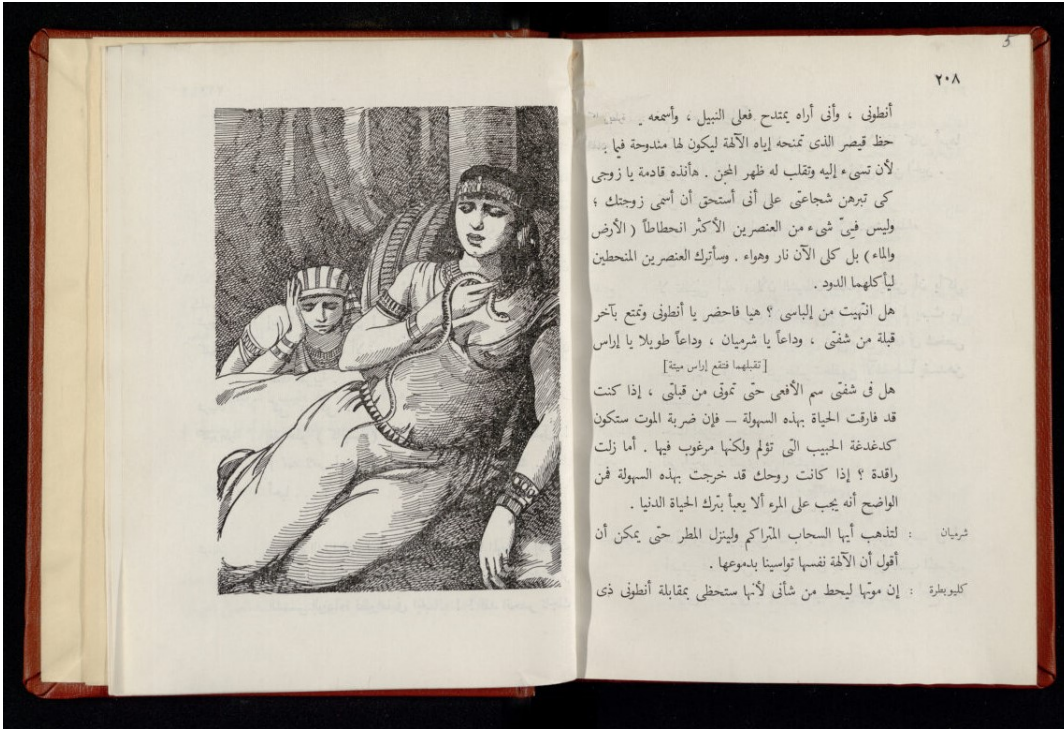 5
٢٠٨
أنطونى ، وأنى أراه يمتدح فعلى النبيل ، وأسمعه
حظ قيصر الذى تمنحه إياه الآلهة ليكون لها مندوحة فيما
لأن تسىء إليه وتقلب له ظهر المجن . هأنذه قادمة يا زوجى
كى تبرهن شجاعتى على أنى أستحق أن أسمى زوجتك ؛
وليس فىّ شىء من العنصرين الأكثر انحطاطاً ( الأرض
والماء ) بل كلى الآن نار وهواء . وسأترك العنصرين المنحطين
ليأكلهما الدود .
هل انتهيت من إلباسى ؟ هيا فاحضر يا أنطونى وتمتع بآخر
قبلة من شفتى ، وداعاً يا شرميان ، وداعاً طويلا يا إراس
[ تقبلهما فتقع إراس ميتة ]
هل فى شفتى سم الأفعى حتى تموتى من قبلتى ، إذا كنت
قد فارقت الحياة بهذه السهولة – فإن ضربة الموت ستكون
كدغدغة الحبيب التى تؤلم ولكنها مرغوب فيها . أما زلت
راقدة ؟ إذا كانت روحك قد خرجت بهذه السهولة فمن
الواضح أنه يجب على المرء ألا يعبأ بترك الحياة الدنيا .
شرميان : لتذهب أيها السحاب المتراكم ولينزل المطر حتى يمكن أن
أقول أن الآلهة نفسها تواسينا بدموعها .
كليوبطرة : إن موتها ليحط من شأنى لأنها ستحظى بمقابلة أنطونى ذى